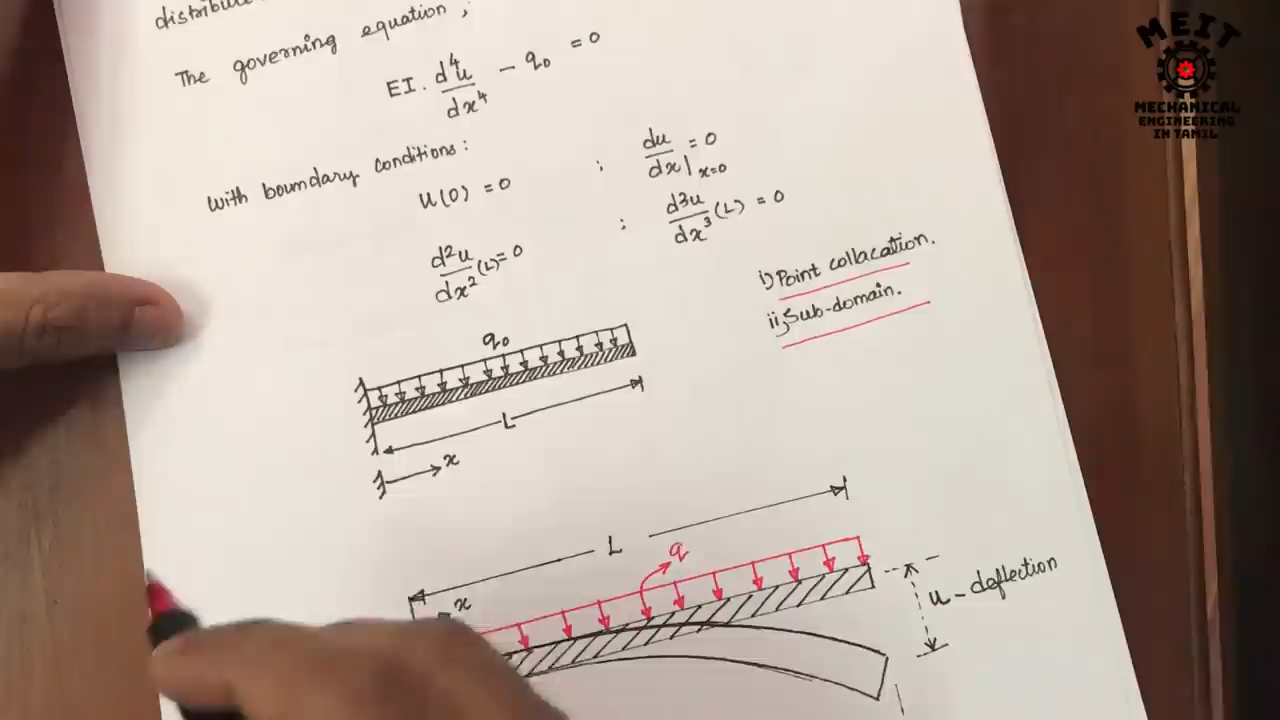 The governing equation,
EI. d⁴u/dx⁴ - q₀ = 0
With boundary conditions:
u(0) = 0 ; du/dx|x=0 = 0
d²u/dx²(L) = 0 ; d3u/dx³(L) = 0
i) Point collacation.
ii, Sub-domain.
q₀
L
x
L
q
x
u - deflection
MEIT
MECHANICAL
ENGINEERING
IN TAMIL